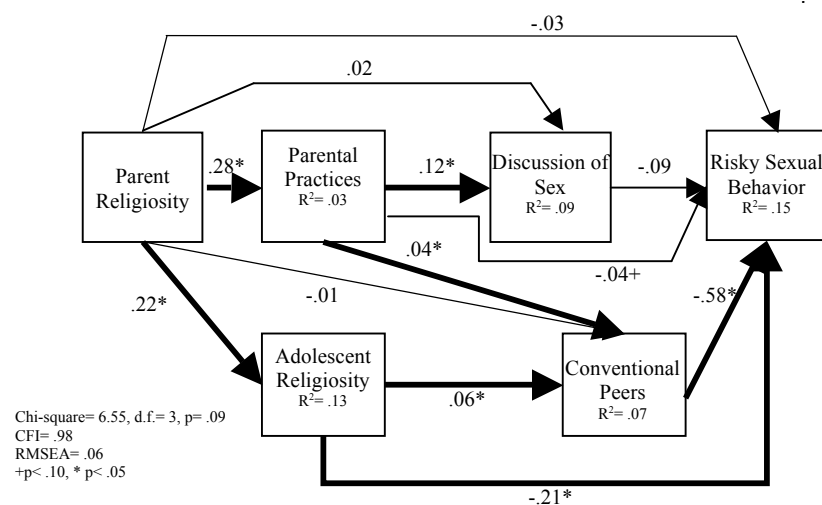 -.03
.02
Parent
Religiosity
.28*
Parental
Practices
R²= .03
.12*
Discussion of
Sex
R²= .09
-.09
Risky Sexual
Behavior
R²= .15
.04*
-.04+
.22*
-.01
-.58*
Adolescent
Religiosity
R²= .13
.06*
Conventional
Peers
R²= .07
-.21*
Chi-square= 6.55, d.f.= 3, p= .09
CFI= .98
RMSEA= .06
+p< .10, * p< .05